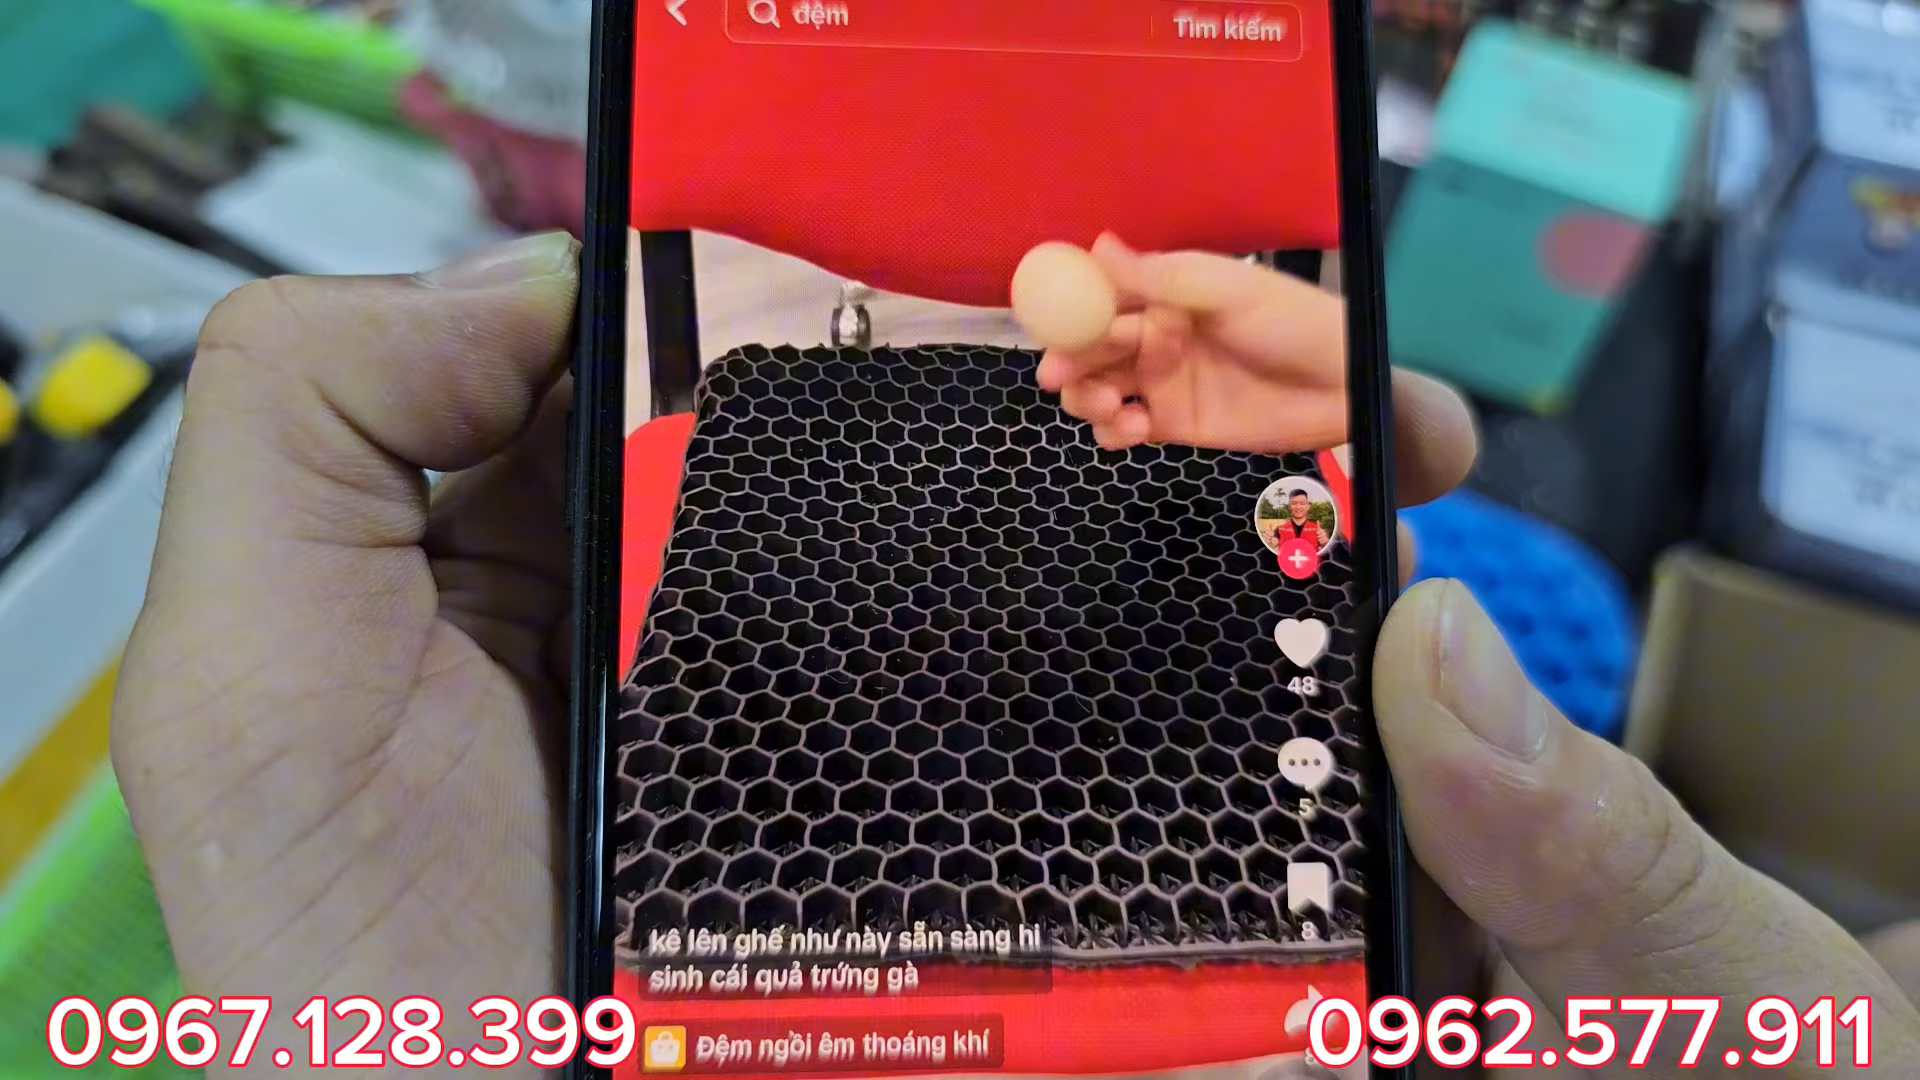 đệm
Tìm kiếm
48
5
8
kê lên ghế như này sẵn sàng hi
sinh cái quả trứng gà
Đệm ngồi êm thoáng khí
0967.128.399
0962.577.911